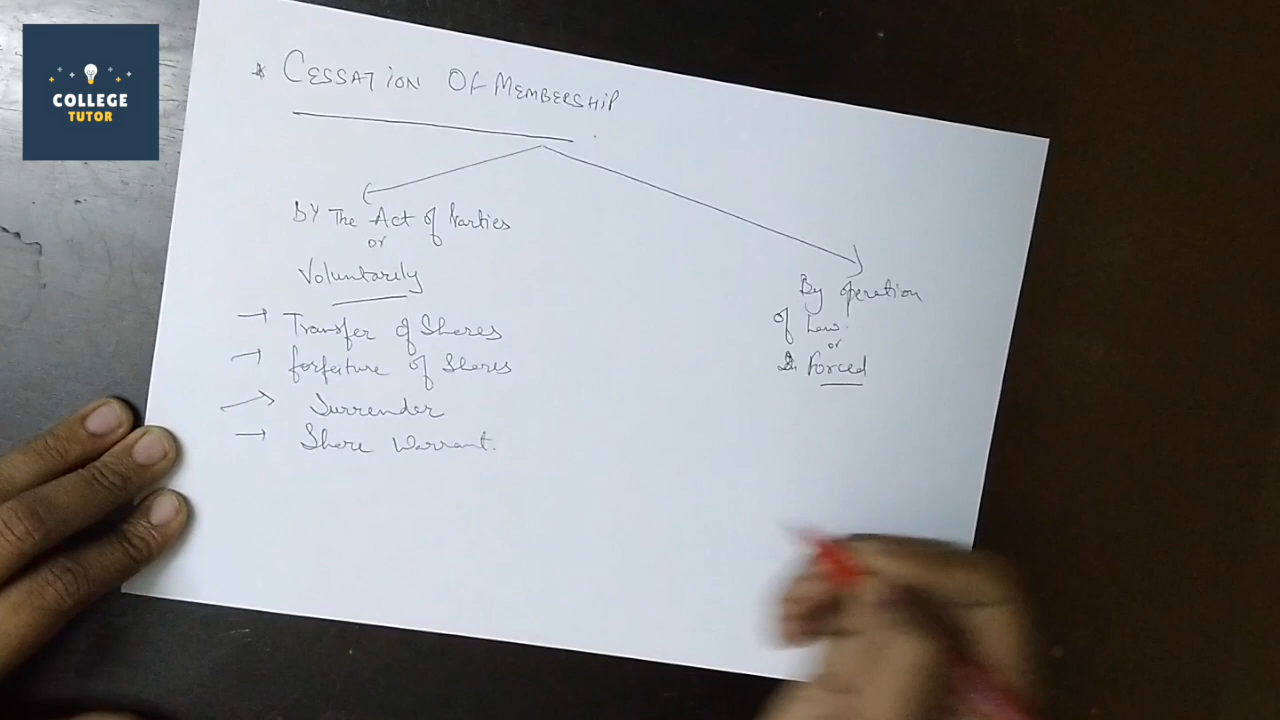 COLLEGE
TUTOR
* CESSATION OF MEMBERSHIP
BY The Act of Parties
or
Voluntarily
→ Transfer of Shares
→ forfeiture of Shares
→ Surrender
→ Share Warrant.
By operation
of Law.
or
Forced